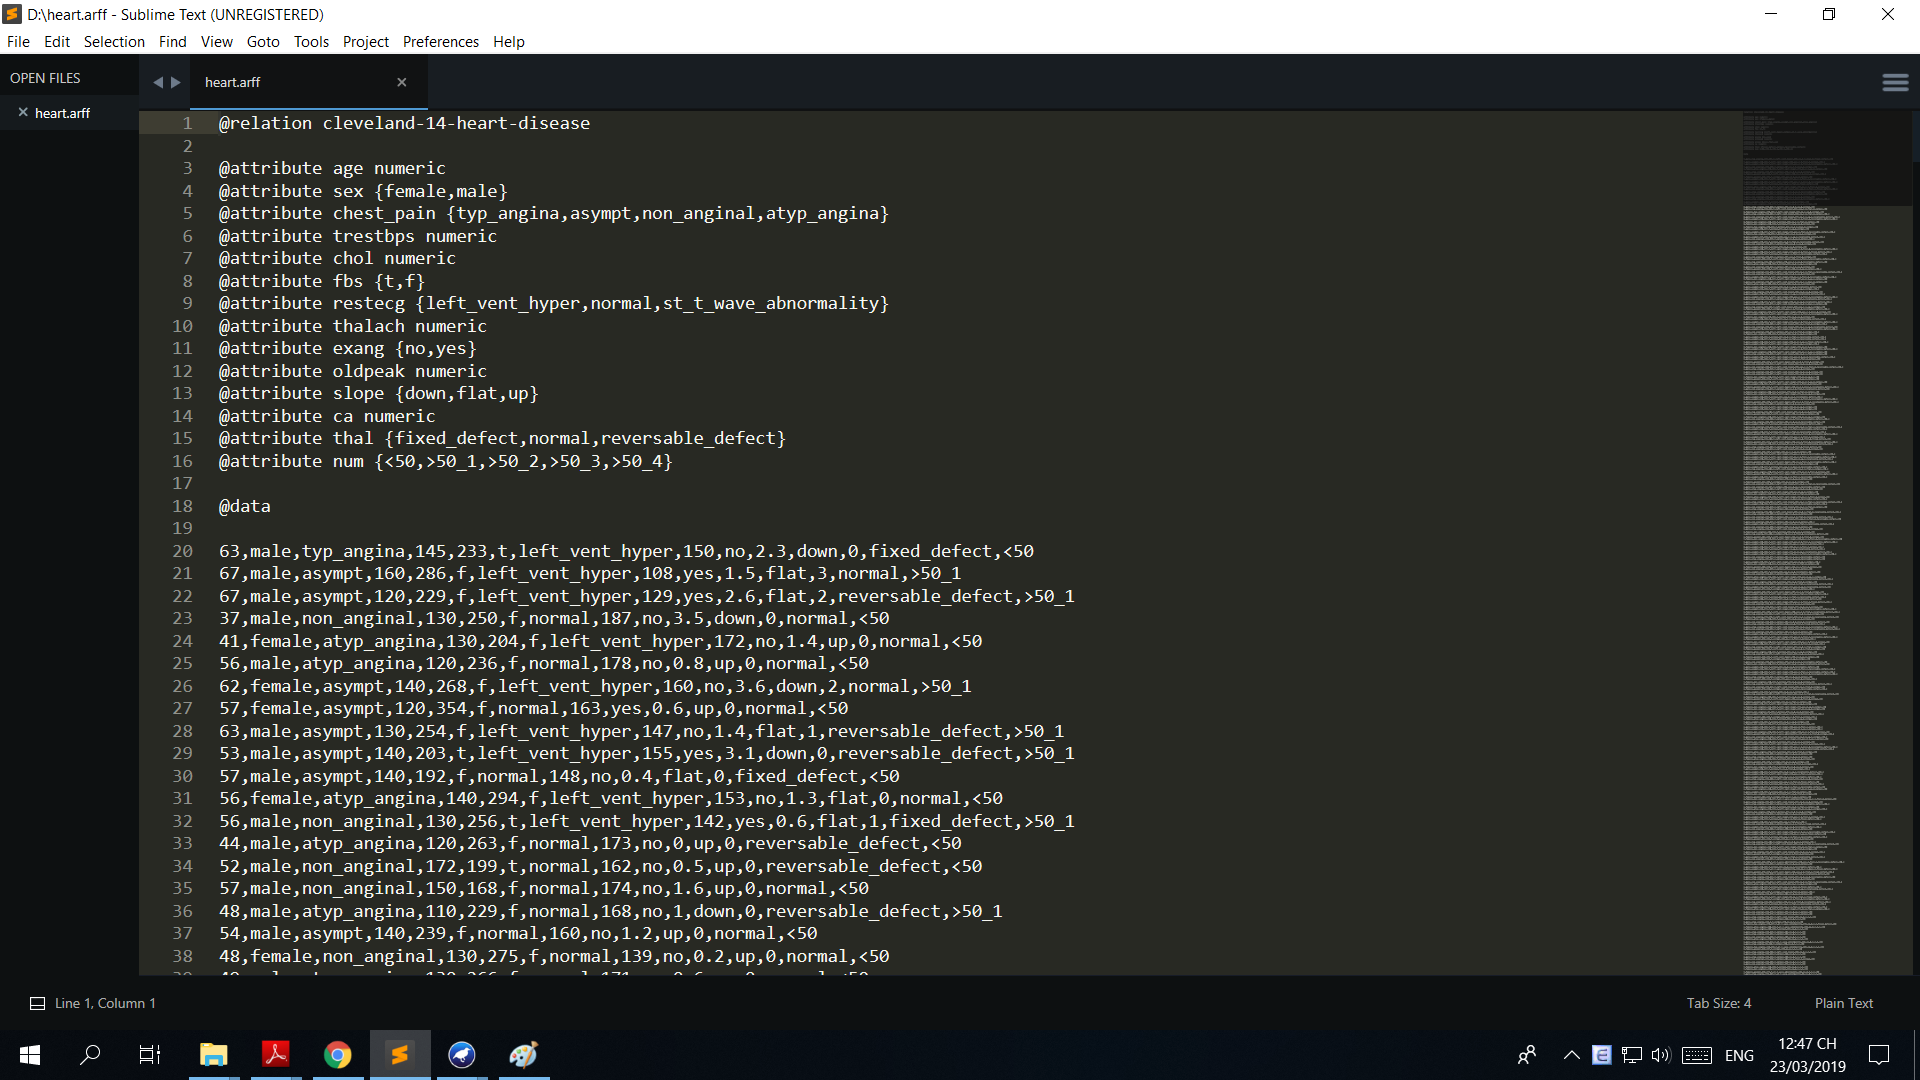 D:\heart.arff - Sublime Text (UNREGISTERED)
File Edit Selection Find View Goto Tools Project Preferences Help
OPEN FILES
heart.arff
heart.arff
1 @relation cleveland-14-heart-disease
2
3 @attribute age numeric
4 @attribute sex {female,male}
5 @attribute chest_pain {typ_angina,asympt,non_anginal,atyp_angina}
6 @attribute trestbps numeric
7 @attribute chol numeric
8 @attribute fbs {t,f}
9 @attribute restecg {left_vent_hyper,normal,st_t_wave_abnormality}
10 @attribute thalach numeric
11 @attribute exang {no,yes}
12 @attribute oldpeak numeric
13 @attribute slope {down,flat,up}
14 @attribute ca numeric
15 @attribute thal {fixed_defect,normal,reversable_defect}
16 @attribute num {<50,>50_1,>50_2,>50_3,>50_4}
17
18 @data
19
20 63,male,typ_angina,145,233,t,left_vent_hyper,150,no,2.3,down,0,fixed_defect,<50
21 67,male,asympt,160,286,f,left_vent_hyper,108,yes,1.5,flat,3,normal,>50_1
22 67,male,asympt,120,229,f,left_vent_hyper,129,yes,2.6,flat,2,reversable_defect,>50_1
23 37,male,non_anginal,130,250,f,normal,187,no,3.5,down,0,normal,<50
24 41,female,atyp_angina,130,204,f,left_vent_hyper,172,no,1.4,up,0,normal,<50
25 56,male,atyp_angina,120,236,f,normal,178,no,0.8,up,0,normal,<50
26 62,female,asympt,140,268,f,left_vent_hyper,160,no,3.6,down,2,normal,>50_1
27 57,female,asympt,120,354,f,normal,163,yes,0.6,up,0,normal,<50
28 63,male,asympt,130,254,f,left_vent_hyper,147,no,1.4,flat,1,reversable_defect,>50_1
29 53,male,asympt,140,203,t,left_vent_hyper,155,yes,3.1,down,0,reversable_defect,>50_1
30 57,male,asympt,140,192,f,normal,148,no,0.4,flat,0,fixed_defect,<50
31 56,female,atyp_angina,140,294,f,left_vent_hyper,153,no,1.3,flat,0,normal,<50
32 56,male,non_anginal,130,256,t,left_vent_hyper,142,yes,0.6,flat,1,fixed_defect,>50_1
33 44,male,atyp_angina,120,263,f,normal,173,no,0,up,0,reversable_defect,<50
34 52,male,non_anginal,172,199,t,normal,162,no,0.5,up,0,reversable_defect,<50
35 57,male,non_anginal,150,168,f,normal,174,no,1.6,up,0,normal,<50
36 48,male,atyp_angina,110,229,f,normal,168,no,1,down,0,reversable_defect,>50_1
37 54,male,asympt,140,239,f,normal,160,no,1.2,up,0,normal,<50
38 48,female,non_anginal,130,275,f,normal,139,no,0.2,up,0,normal,<50
Line 1, Column 1
Tab Size: 4
Plain Text
ENG
12:47 CH
23/03/2019